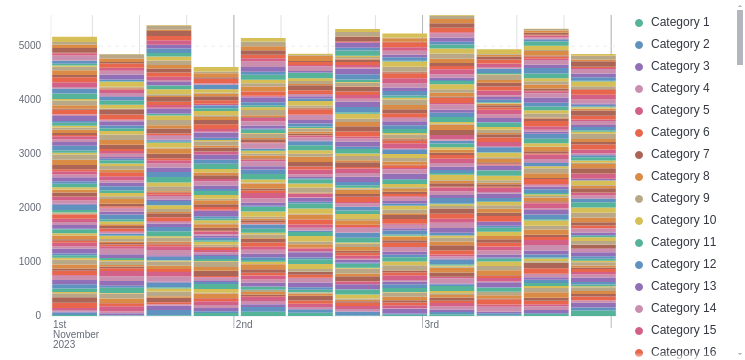 5000
4000
3000
2000
1000
0
1st
November
2023
2nd
3rd
Category 1
Category 2
Category 3
Category 4
Category 5
Category 6
Category 7
Category 8
Category 9
Category 10
Category 11
Category 12
Category 13
Category 14
Category 15
Category 16